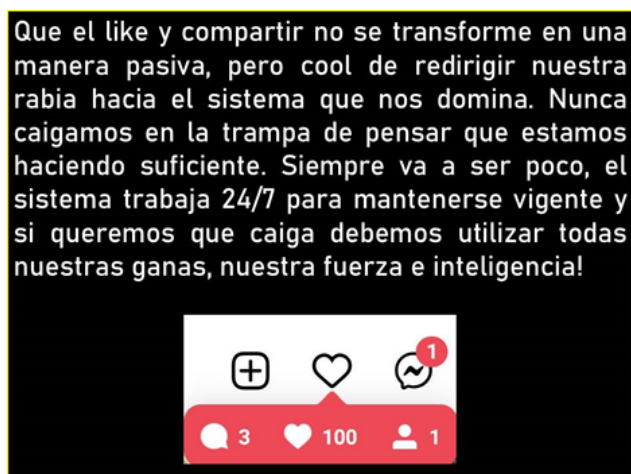 Que el like y compartir no se transforme en una
manera pasiva, pero cool de redirigir nuestra
rabia hacia el sistema que nos domina. Nunca
caigamos en la trampa de pensar que estamos
haciendo suficiente. Siempre va a ser poco, el
sistema trabaja 24/7 para mantenerse vigente y
si queremos que caiga debemos utilizar todas
nuestras ganas, nuestra fuerza e inteligencia!
1
3 100 1